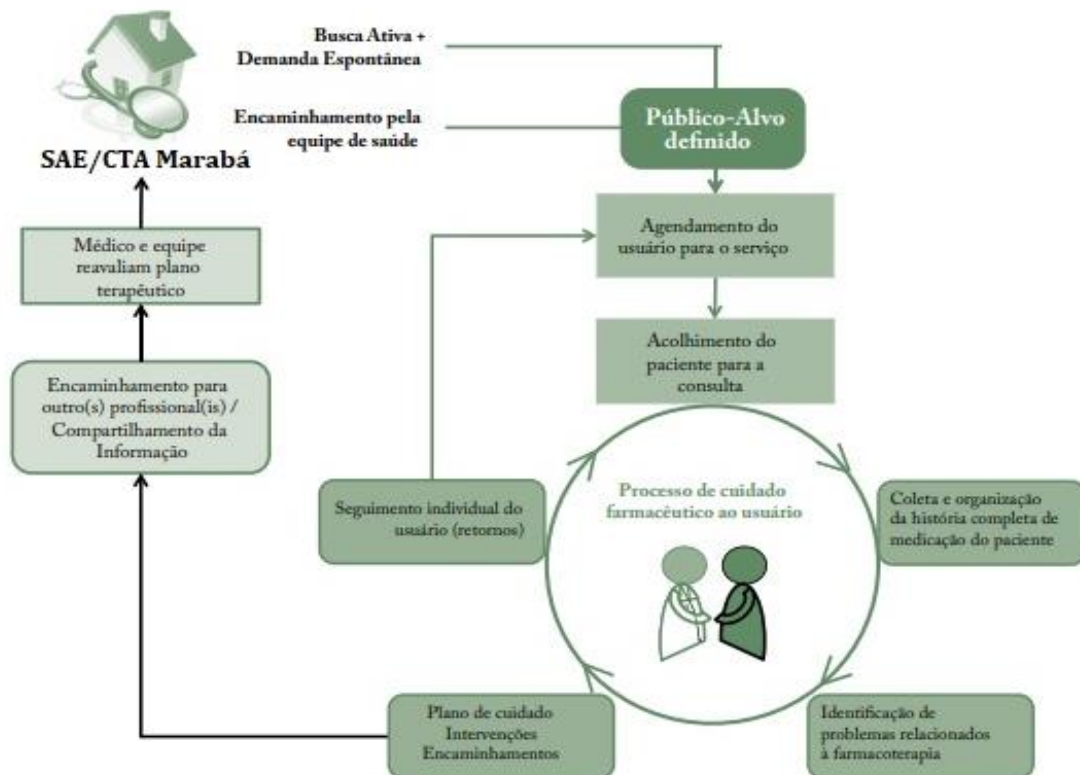 Busca Ativa +
Demanda Espontânea
Encaminhamento pela
equipe de saúde
Público-Alvo
definido
SAE/CTA Marabá
Agendamento do
usuário para o serviço
Médico e equipe
reavaliam plano
terapêutico
Acolhimento do
paciente para a
consulta
Encaminhamento para
outro(s) profissional(is) /
Compartilhamento da
Informação
Seguimento individual do
usuário (retornos)
Processo de cuidado
farmacêutico ao usuário
Coleta e organização
da história completa de
medicação do paciente
Plano de cuidado
Intervenções
Encaminhamentos
Identificação de
problemas relacionados
à farmacoterapia